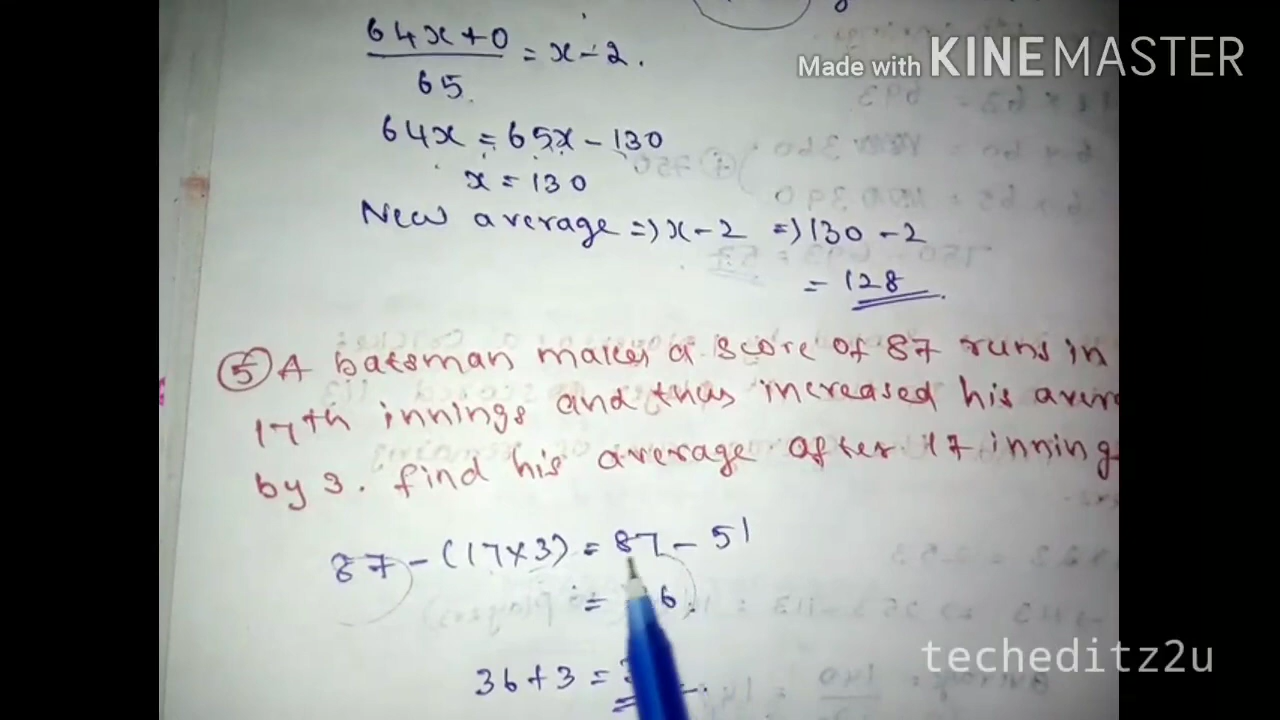 Made with KINEMASTER
64x+0 = x-2.
65
64x = 65x - 130
x = 130
New average => x-2 => 130-2
= 128
5 A batsman makes a score of 87 runs in
17th innings and thus increased his aver
by 3. find his average after 17 inning
87 - (17x3) = 87 - 51
= 6
36+3 =
techeditz2u